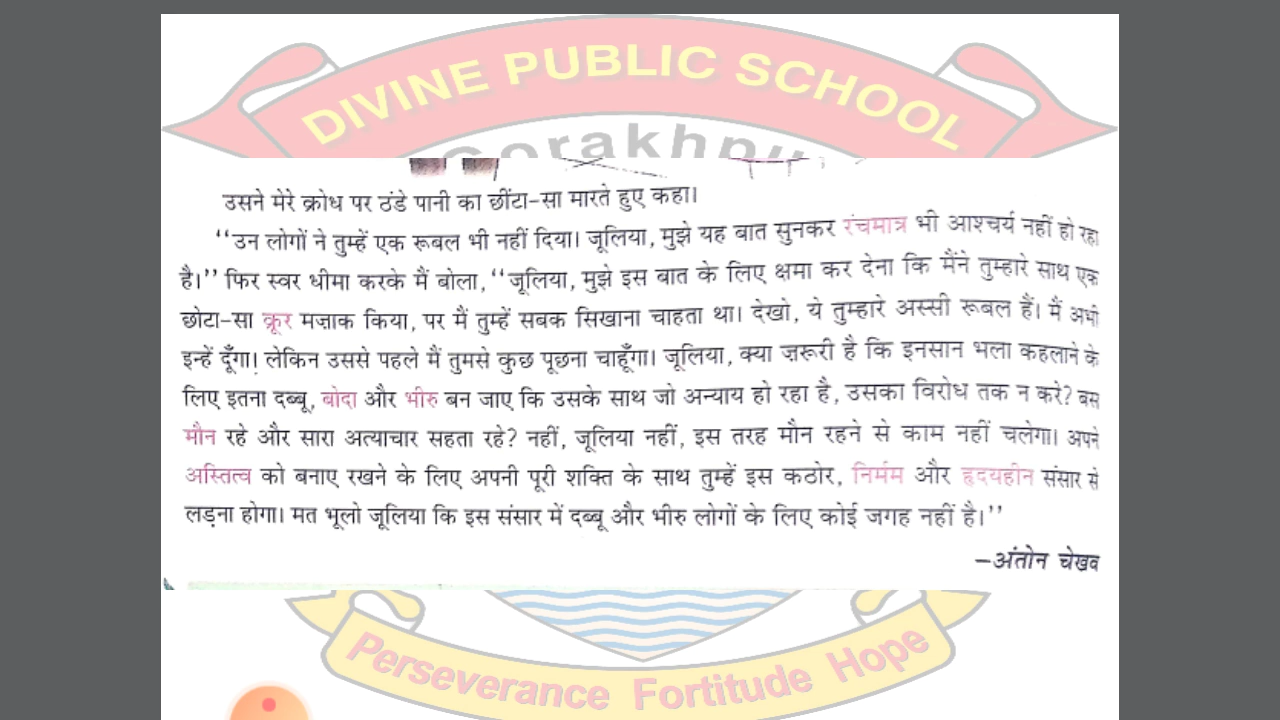 DIVINE PUBLIC SCHOOL
Gorakhpu
उसने मेरे क्रोध पर ठंडे पानी का छींटा-सा मारते हुए कहा।
‘‘उन लोगों ने तुम्हें एक रूबल भी नहीं दिया। जूलिया, मुझे यह बात सुनकर रंचमात्र भी आश्चर्य नहीं हो रहा
है।’’ फिर स्वर धीमा करके मैं बोला, ‘‘जूलिया, मुझे इस बात के लिए क्षमा कर देना कि मैंने तुम्हारे साथ एक
छोटा-सा क्रूर मज़ाक किया, पर मैं तुम्हें सबक सिखाना चाहता था। देखो, ये तुम्हारे अस्सी रूबल हैं। मैं अभी
इन्हें दूँगा। लेकिन उससे पहले मैं तुमसे कुछ पूछना चाहूँगा। जूलिया, क्या ज़रूरी है कि इनसान भला कहलाने के
लिए इतना दब्बू, बोदा और भीरु बन जाए कि उसके साथ जो अन्याय हो रहा है, उसका विरोध तक न करे? बस
मौन रहे और सारा अत्याचार सहता रहे? नहीं, जूलिया नहीं, इस तरह मौन रहने से काम नहीं चलेगा। अपने
अस्तित्व को बनाए रखने के लिए अपनी पूरी शक्ति के साथ तुम्हें इस कठोर, निर्मम और हृदयहीन संसार से
लड़ना होगा। मत भूलो जूलिया कि इस संसार में दब्बू और भीरु लोगों के लिए कोई जगह नहीं है।’’
—अंतोन चेखव
Perseverance Fortitude Hope